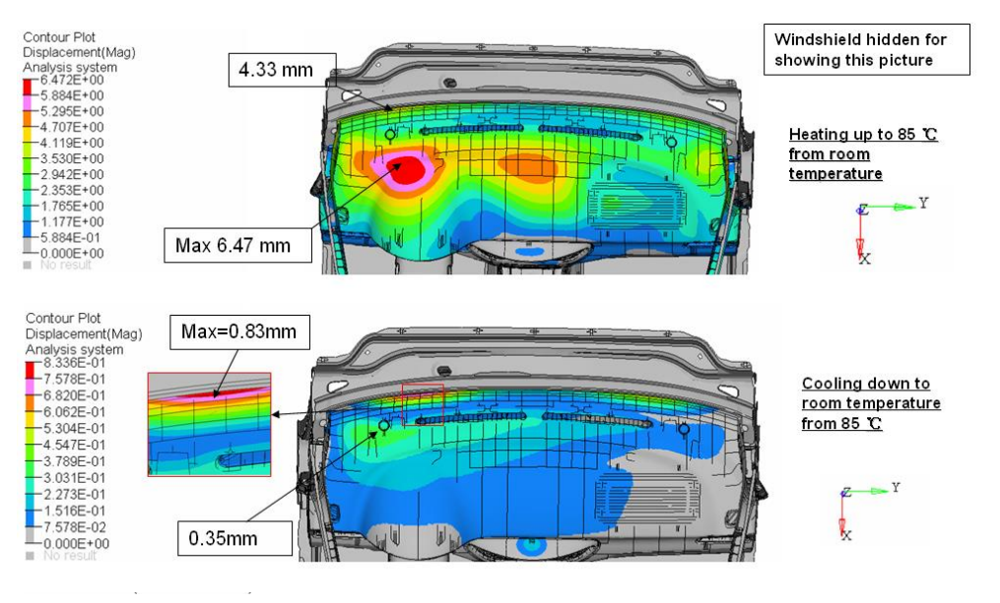 Contour Plot
Displacement(Mag)
Analysis system
6.472E+00
5.884E+00
5.295E+00
4.707E+00
4.119E+00
3.530E+00
2.942E+00
2.353E+00
1.765E+00
1.177E+00
5.884E-01
0.000E+00
No result
4.33 mm
Max 6.47 mm
Windshield hidden for
showing this picture
Heating up to 85 ℃
from room
temperature
Z
Y
X
Contour Plot
Displacement(Mag)
Analysis system
8.336E-01
7.578E-01
6.820E-01
6.062E-01
5.304E-01
4.547E-01
3.789E-01
3.031E-01
2.273E-01
1.516E-01
7.578E-02
0.000E+00
No result
Max=0.83mm
0.35mm
Cooling down to
room temperature
from 85 ℃
Z
Y
X